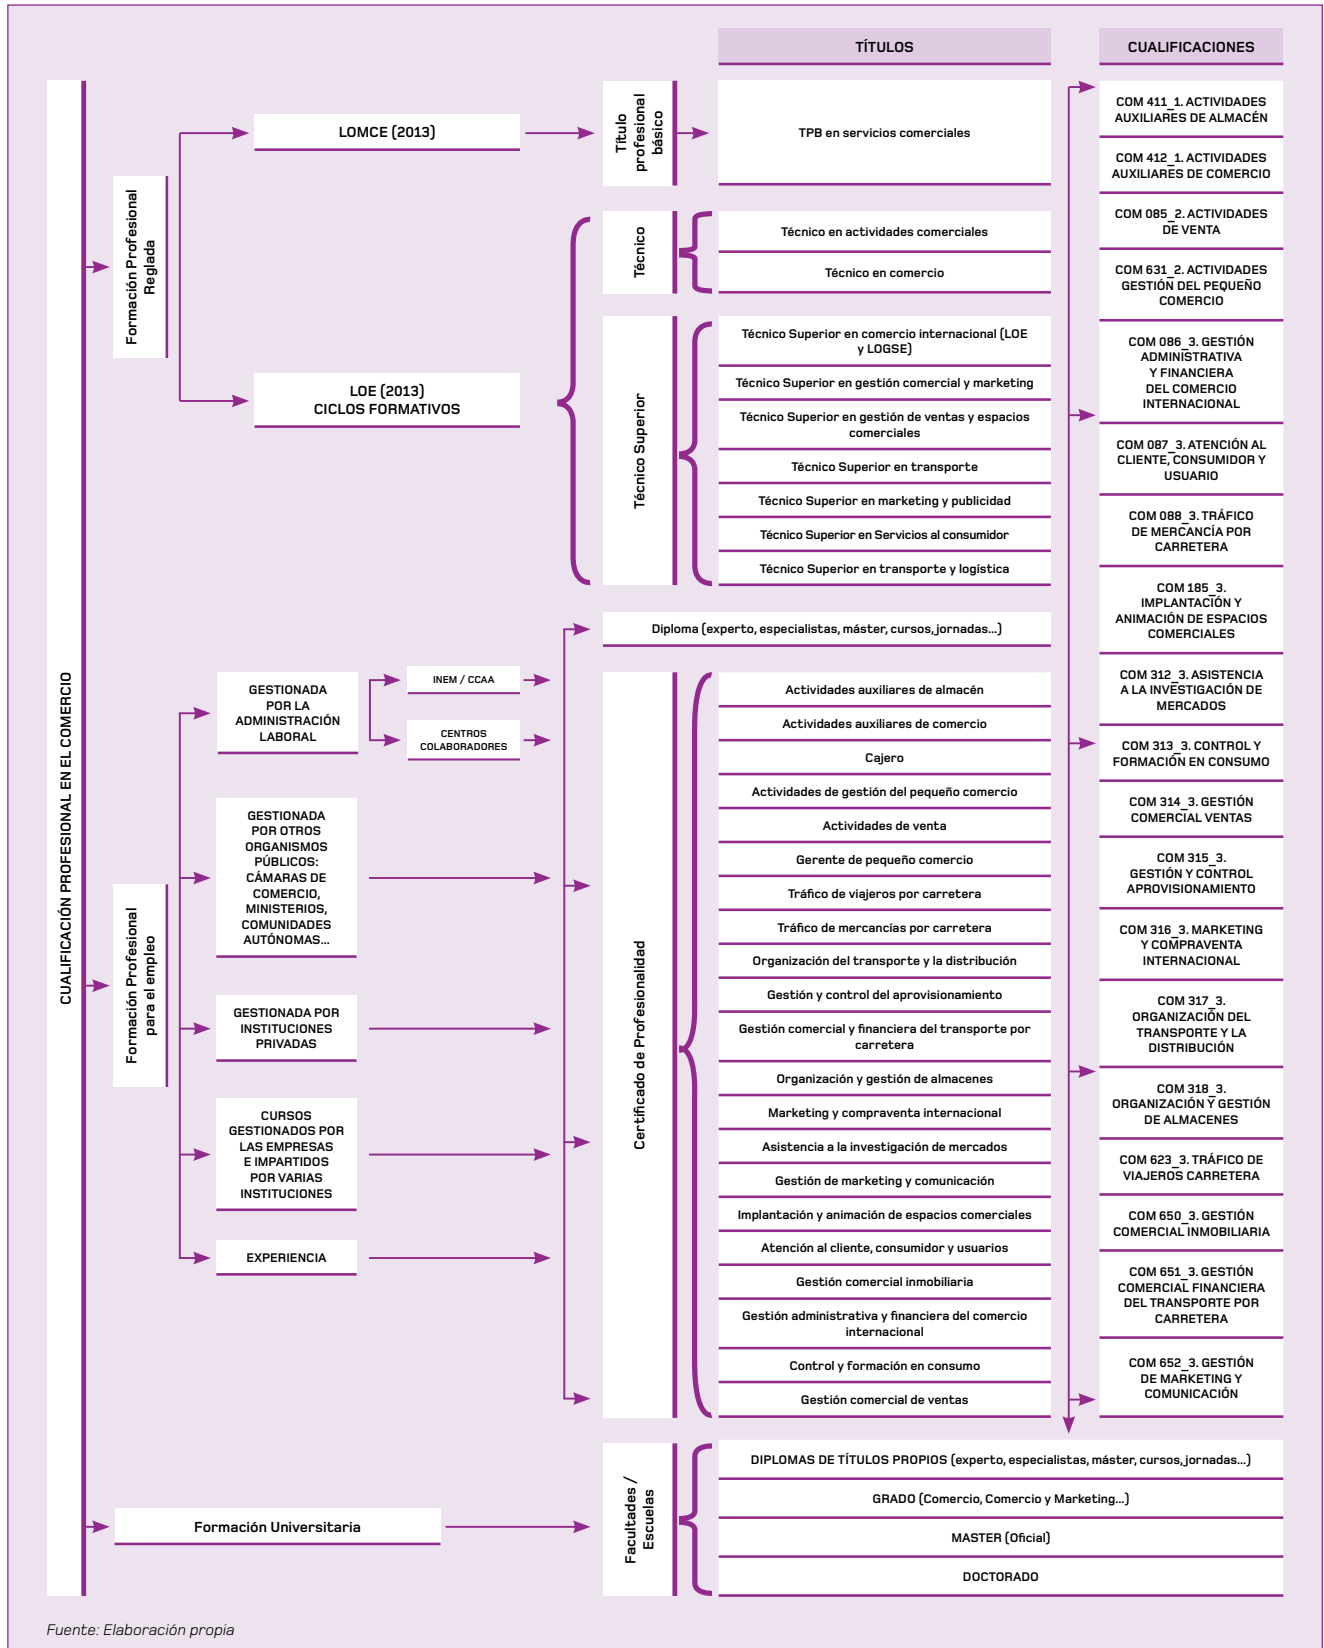 TÍTULOS
CUALIFICACIONES
CUALIFICACIÓN PROFESIONAL EN EL COMERCIO
Formación Profesional
Reglada
LOMCE (2013)
Título
profesional
básico
TPB en servicios comerciales
LOE (2013)
CICLOS FORMATIVOS
Técnico
Técnico en actividades comerciales
Técnico en comercio
Técnico Superior
Técnico Superior en comercio internacional (LOE
y LOGSE)
Técnico Superior en gestión comercial y marketing
Técnico Superior en gestión de ventas y espacios
comerciales
Técnico Superior en transporte
Técnico Superior en marketing y publicidad
Técnico Superior en Servicios al consumidor
Técnico Superior en transporte y logística
Formación Profesional
para el empleo
GESTIONADA
POR LA
ADMINISTRACIÓN
LABORAL
INEM / CCAA
CENTROS
COLABORADORES
GESTIONADA
POR OTROS
ORGANISMOS
PÚBLICOS:
CÁMARAS DE
COMERCIO,
MINISTERIOS,
COMUNIDADES
AUTÓNOMAS...
GESTIONADA POR
INSTITUCIONES
PRIVADAS
CURSOS
GESTIONADOS POR
LAS EMPRESAS
E IMPARTIDOS
POR VARIAS
INSTITUCIONES
EXPERIENCIA
Diploma (experto, especialistas, máster, cursos, jornadas...)
Certificado de Profesionalidad
Actividades auxiliares de almacén
Actividades auxiliares de comercio
Cajero
Actividades de gestión del pequeño comercio
Actividades de venta
Gerente de pequeño comercio
Tráfico de viajeros por carretera
Tráfico de mercancías por carretera
Organización del transporte y la distribución
Gestión y control del aprovisionamiento
Gestión comercial y financiera del transporte por
carretera
Organización y gestión de almacenes
Marketing y compraventa internacional
Asistencia a la investigación de mercados
Gestión de marketing y comunicación
Implantación y animación de espacios comerciales
Atención al cliente, consumidor y usuarios
Gestión comercial inmobiliaria
Gestión administrativa y financiera del comercio
internacional
Control y formación en consumo
Gestión comercial de ventas
Formación Universitaria
Facultades /
Escuelas
DIPLOMAS DE TÍTULOS PROPIOS (experto, especialistas, máster, cursos, jornadas...)
GRADO (Comercio, Comercio y Marketing...)
MASTER (Oficial)
DOCTORADO
COM 411_1. ACTIVIDADES
AUXILIARES DE ALMACÉN
COM 412_1. ACTIVIDADES
AUXILIARES DE COMERCIO
COM 085_2. ACTIVIDADES
DE VENTA
COM 631_2. ACTIVIDADES
GESTIÓN DEL PEQUEÑO
COMERCIO
COM 086_3. GESTIÓN
ADMINISTRATIVA
Y FINANCIERA
DEL COMERCIO
INTERNACIONAL
COM 087_3. ATENCIÓN AL
CLIENTE, CONSUMIDOR Y
USUARIO
COM 088_3. TRÁFICO
DE MERCANCÍA POR
CARRETERA
COM 185_3.
IMPLANTACIÓN Y
ANIMACIÓN DE ESPACIOS
COMERCIALES
COM 312_3. ASISTENCIA
A LA INVESTIGACIÓN DE
MERCADOS
COM 313_3. CONTROL Y
FORMACIÓN EN CONSUMO
COM 314_3. GESTIÓN
COMERCIAL VENTAS
COM 315_3.
GESTIÓN Y CONTROL
APROVISIONAMIENTO
COM 316_3. MARKETING
Y COMPRAVENTA
INTERNACIONAL
COM 317_3.
ORGANIZACIÓN DEL
TRANSPORTE Y LA
DISTRIBUCIÓN
COM 318_3.
ORGANIZACIÓN Y GESTIÓN
DE ALMACENES
COM 623_3. TRÁFICO DE
VIAJEROS CARRETERA
COM 650_3. GESTIÓN
COMERCIAL INMOBILIARIA
COM 651_3. GESTIÓN
COMERCIAL FINANCIERA
DEL TRANSPORTE POR
CARRETERA
COM 652_3. GESTIÓN
DE MARKETING Y
COMUNICACIÓN
Fuente: Elaboración propia